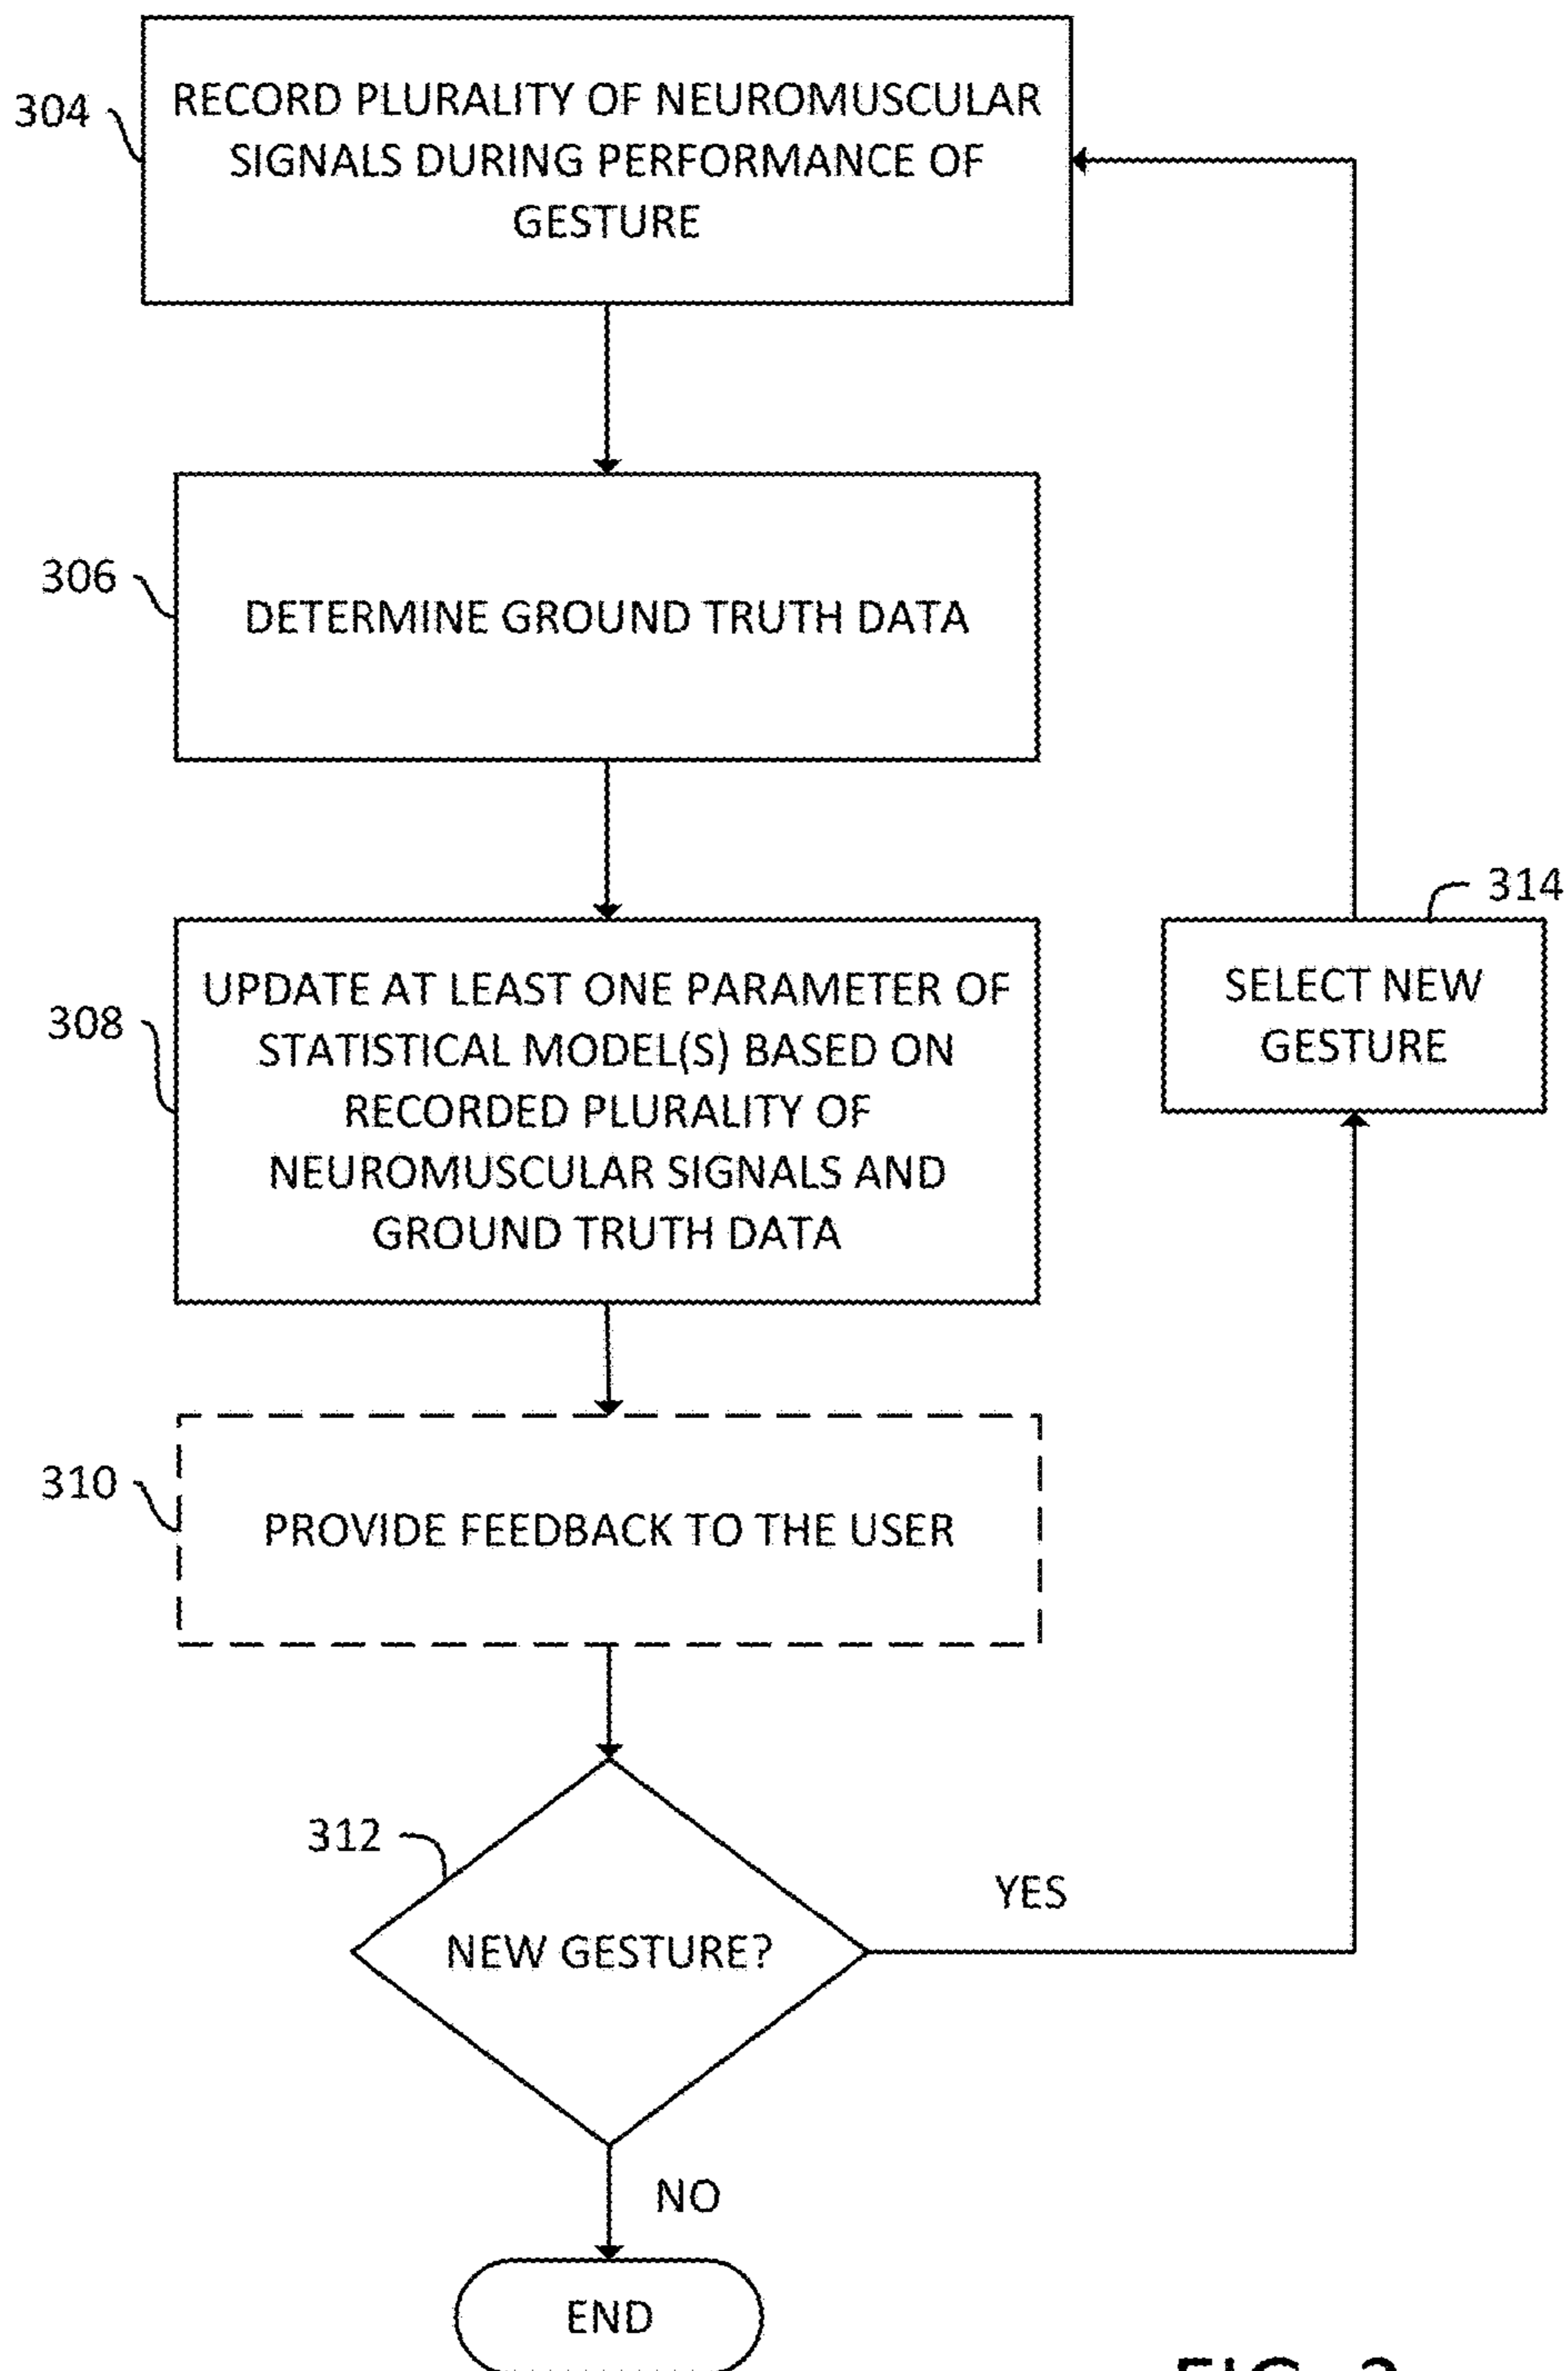 304
RECORD PLURALITY OF NEUROMUSCULAR
SIGNALS DURING PERFORMANCE OF
GESTURE
306
DETERMINE GROUND TRUTH DATA
308
UPDATE AT LEAST ONE PARAMETER OF
STATISTICAL MODEL(S) BASED ON
RECORDED PLURALITY OF
NEUROMUSCULAR SIGNALS AND
GROUND TRUTH DATA
314
SELECT NEW
GESTURE
310
PROVIDE FEEDBACK TO THE USER
312
NEW GESTURE?
YES
NO
END
FIG.